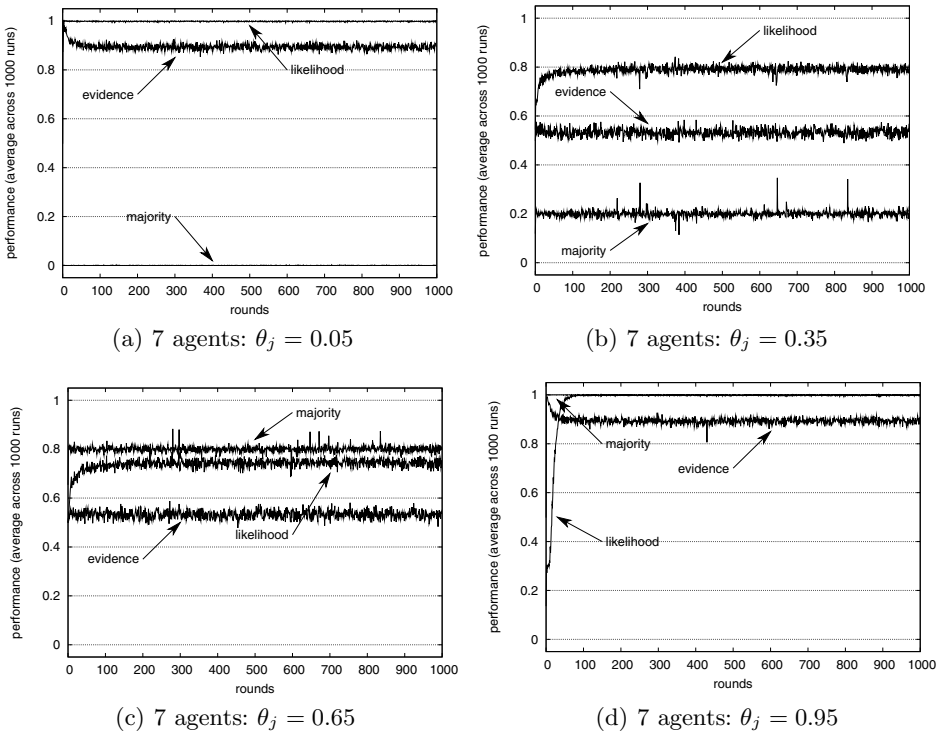 performance (average across 1000 runs)
1
0.8
0.6
0.4
0.2
0
likelihood
evidence
majority
0 100 200 300 400 500 600 700 800 900 1000
rounds
(a) 7 agents: θj = 0.05
performance (average across 1000 runs)
1
0.8
0.6
0.4
0.2
0
likelihood
evidence
majority
0 100 200 300 400 500 600 700 800 900 1000
rounds
(b) 7 agents: θj = 0.35
performance (average across 1000 runs)
1
0.8
0.6
0.4
0.2
0
majority
likelihood
evidence
0 100 200 300 400 500 600 700 800 900 1000
rounds
(c) 7 agents: θj = 0.65
performance (average across 1000 runs)
1
0.8
0.6
0.4
0.2
0
majority
evidence
likelihood
0 100 200 300 400 500 600 700 800 900 1000
rounds
(d) 7 agents: θj = 0.95